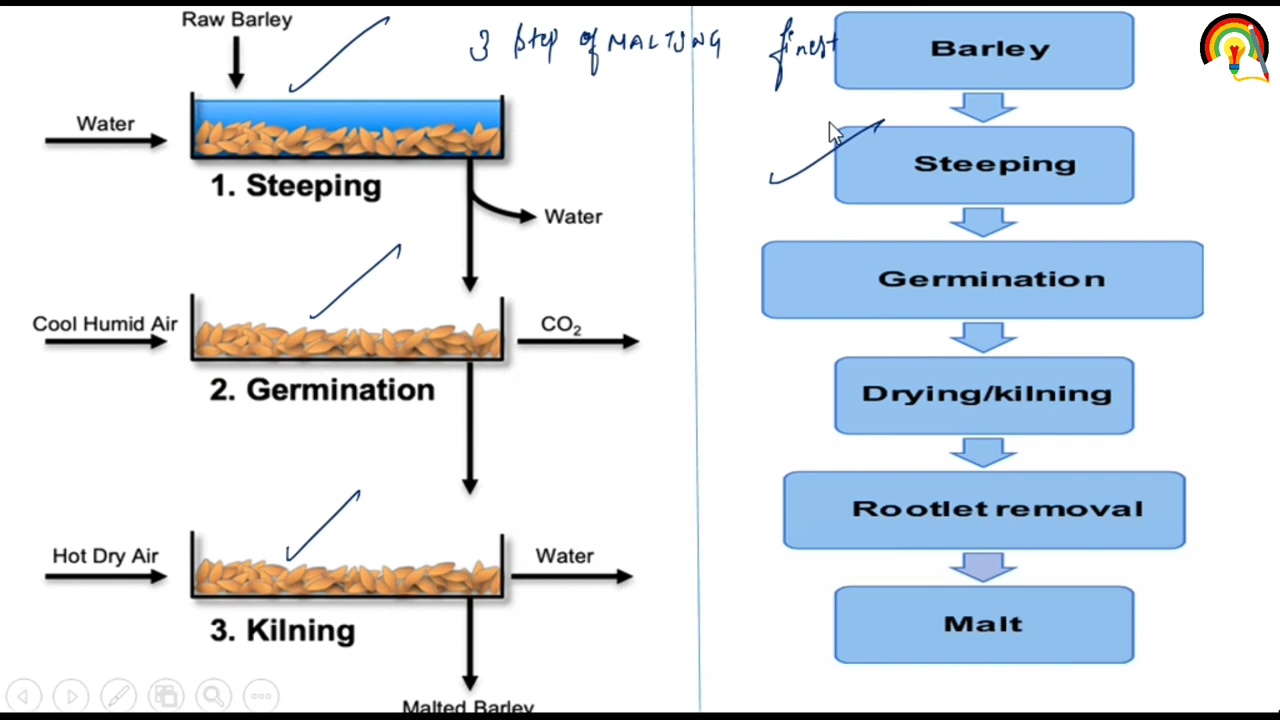 Raw Barley
3 step of MALTING finest
Water
1. Steeping
Water
Cool Humid Air
CO₂
2. Germination
Hot Dry Air
Water
3. Kilning
Malted Barley
Barley
Steeping
Germination
Drying/kilning
Rootlet removal
Malt